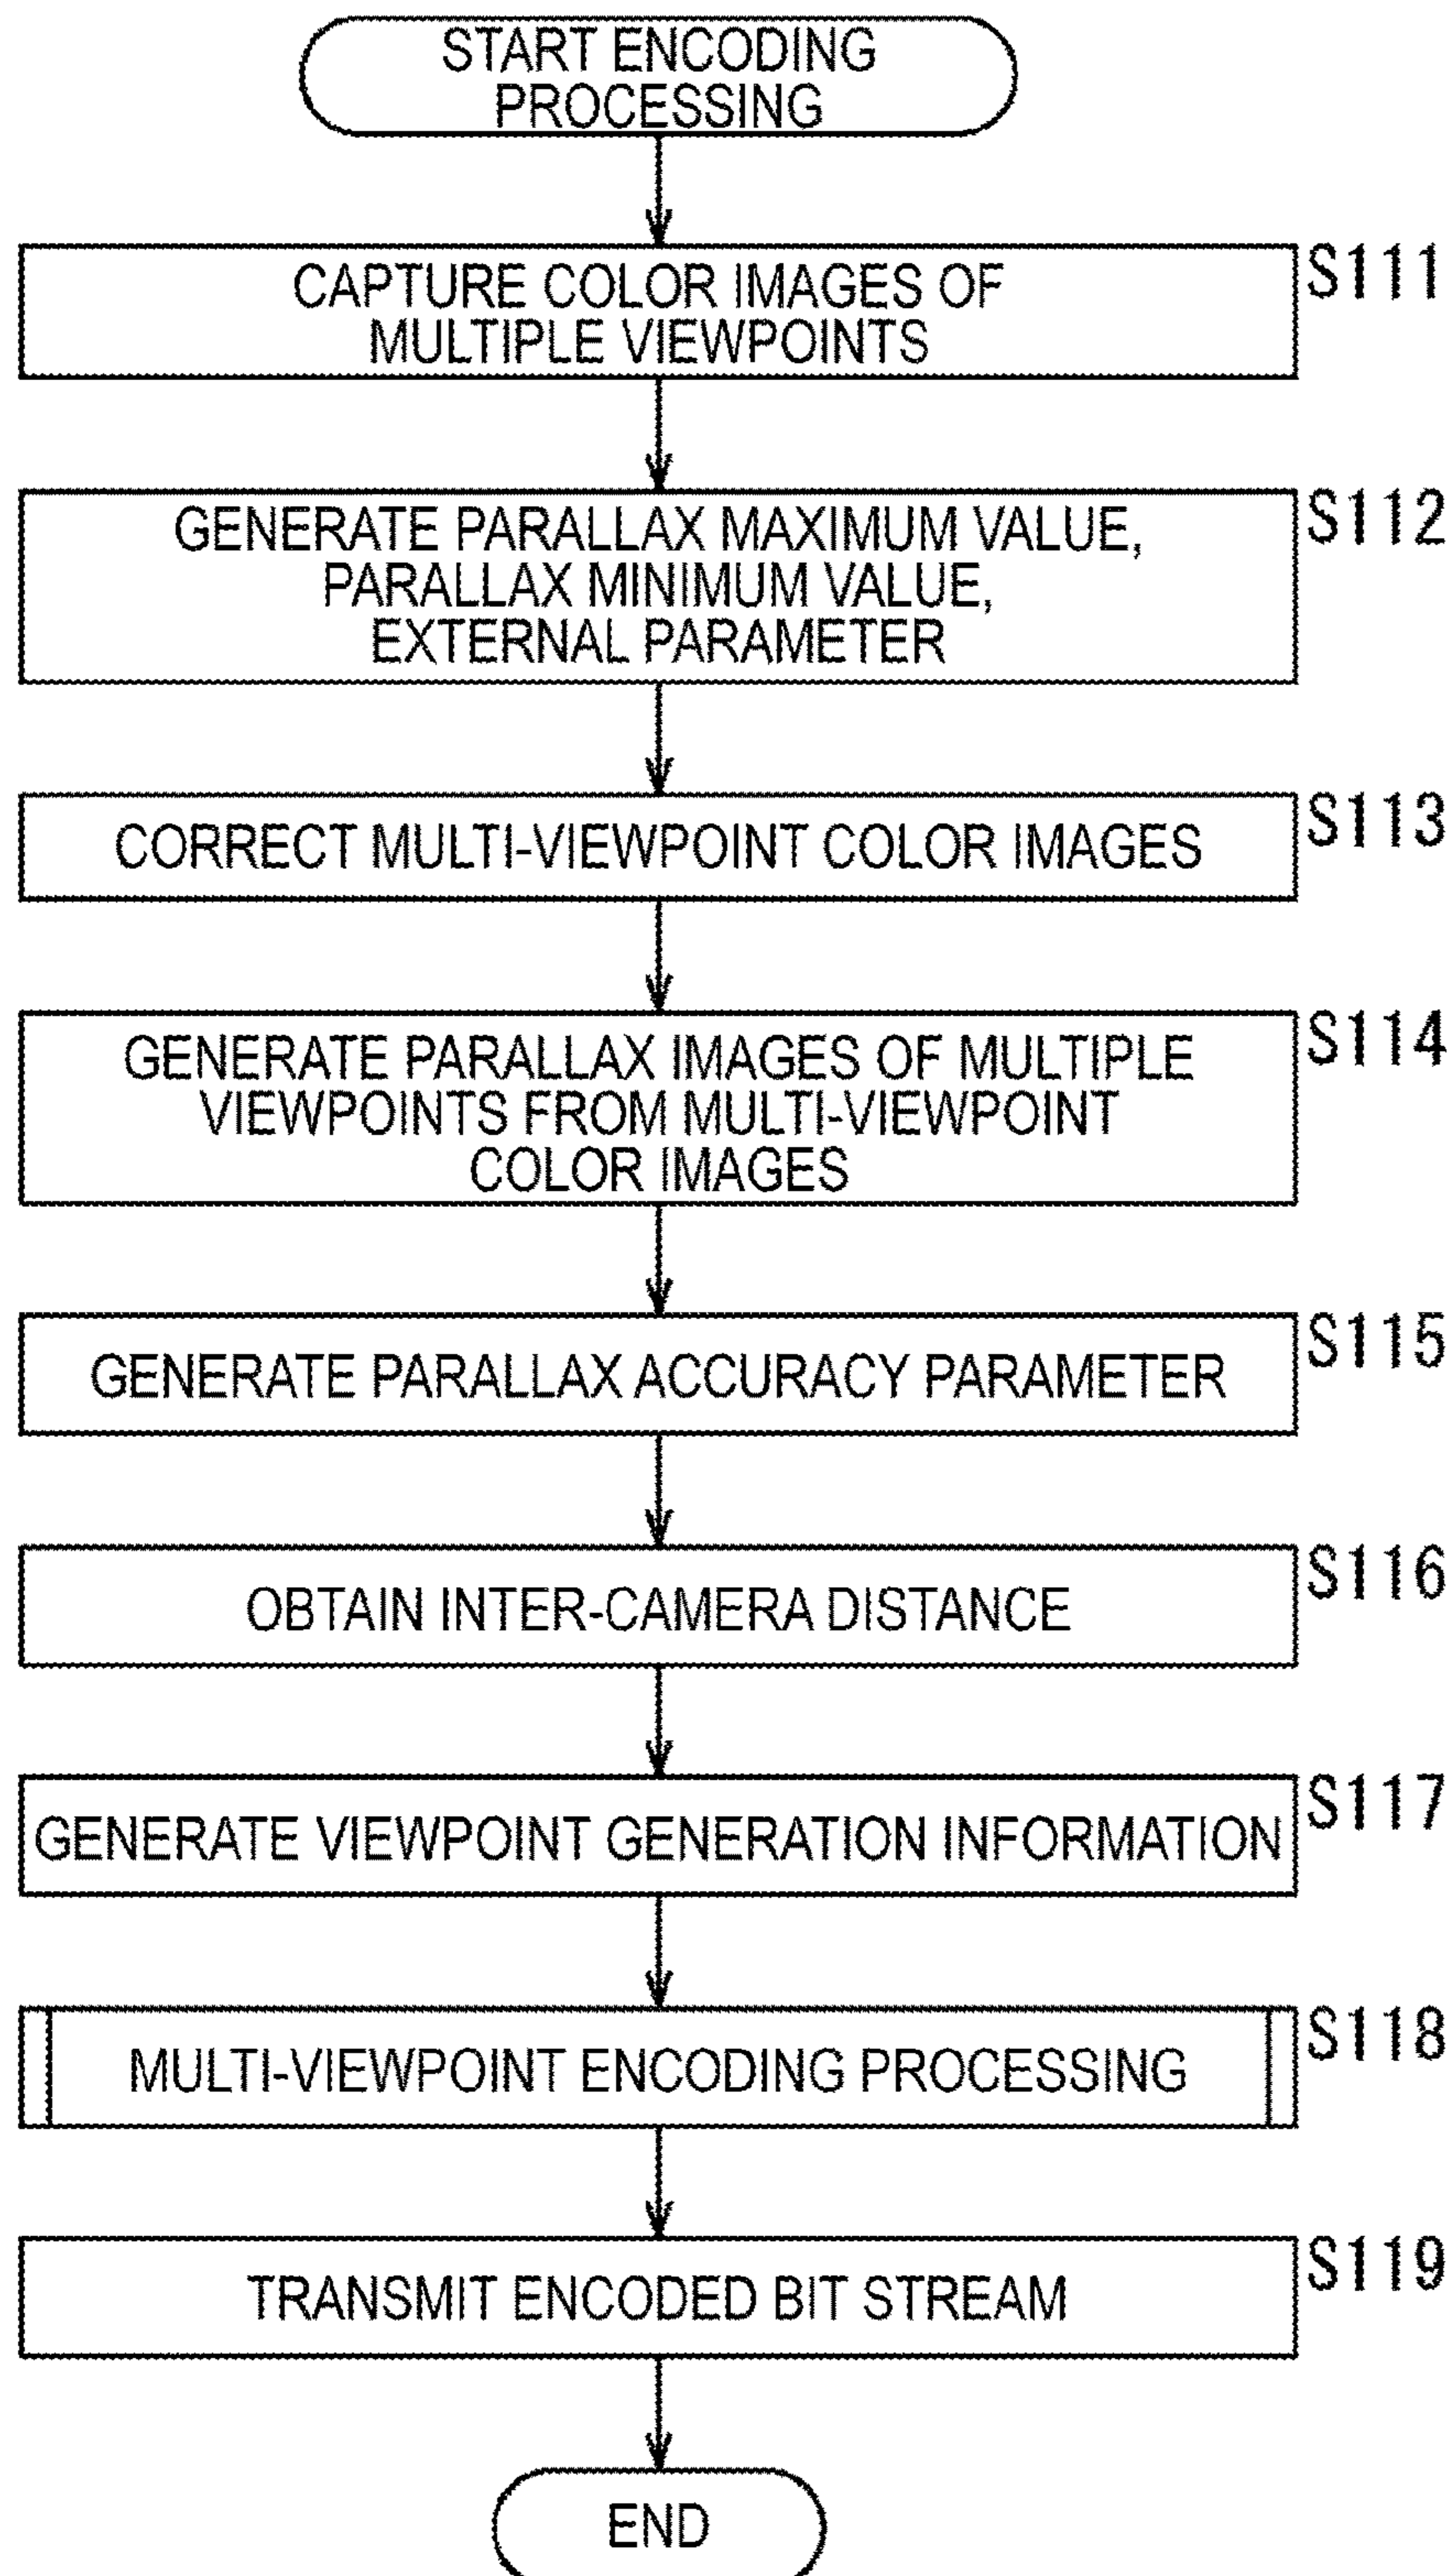 START ENCODING
PROCESSING
CAPTURE COLOR IMAGES OF
MULTIPLE VIEWPOINTS
S111
GENERATE PARALLAX MAXIMUM VALUE,
PARALLAX MINIMUM VALUE,
EXTERNAL PARAMETER
S112
CORRECT MULTI-VIEWPOINT COLOR IMAGES
S113
GENERATE PARALLAX IMAGES OF MULTIPLE
VIEWPOINTS FROM MULTI-VIEWPOINT
COLOR IMAGES
S114
GENERATE PARALLAX ACCURACY PARAMETER
S115
OBTAIN INTER-CAMERA DISTANCE
S116
GENERATE VIEWPOINT GENERATION INFORMATION
S117
MULTI-VIEWPOINT ENCODING PROCESSING
S118
TRANSMIT ENCODED BIT STREAM
S119
END